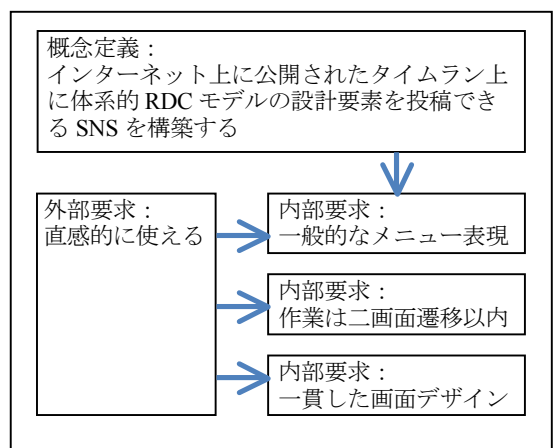 概念定義：
インターネット上に公開されたタイムラン上
に体系的 RDC モデルの設計要素を投稿でき
る SNS を構築する
外部要求：
直感的に使える
内部要求：
一般的なメニュー表現
内部要求：
作業は二画面遷移以内
内部要求：
一貫した画面デザイン